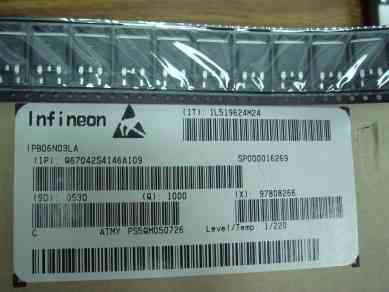 Infineon
(1T): 1L519624M24
IPB06N03LA
(1P): Q67042S4146A109
SP000016269
(9D): 0530
(Q): 1000
(X): 97808266
C
ATMY PS5QM050726
Level/Temp 1/220